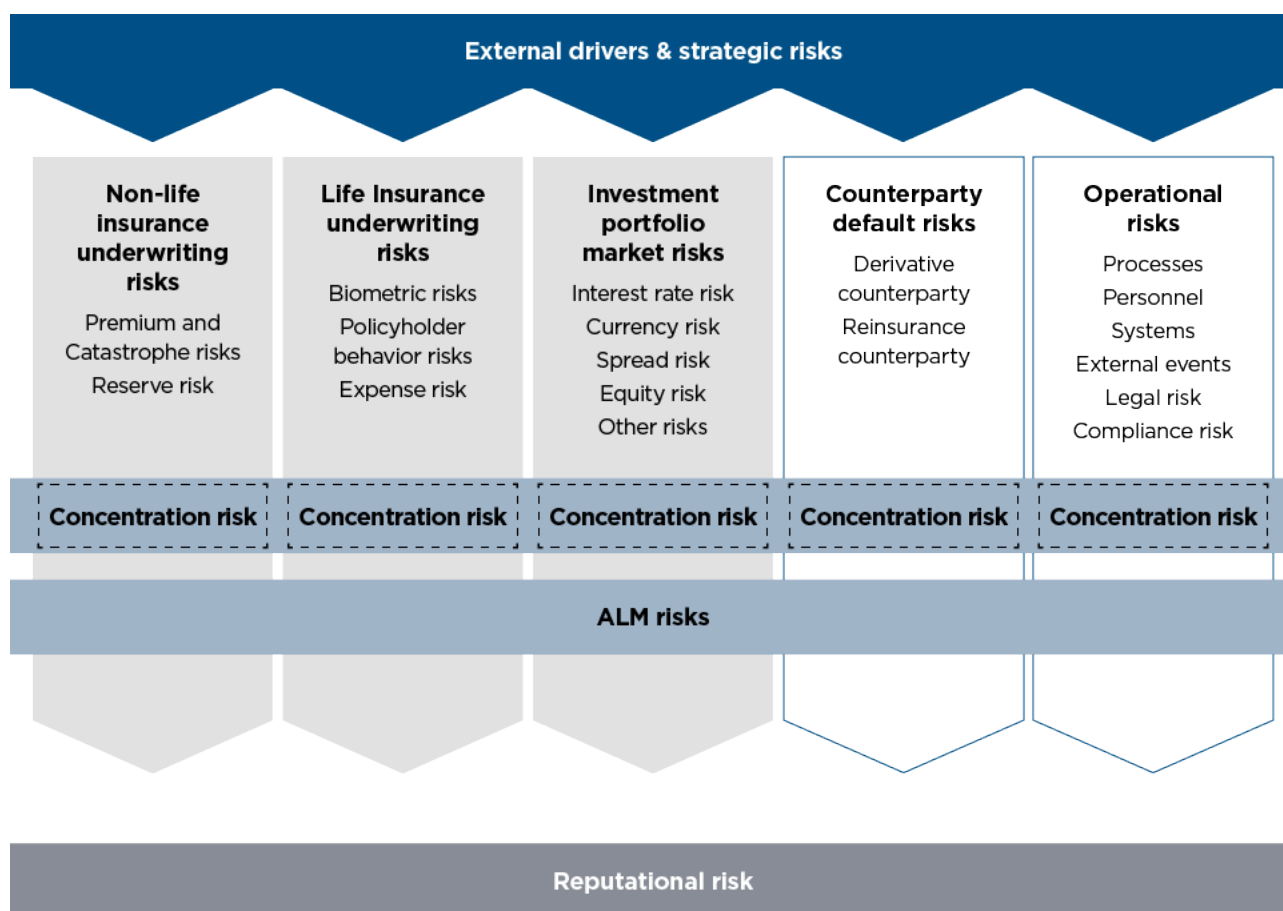 External drivers & strategic risks
Non-life
insurance
underwriting
risks
Premium and
Catastrophe risks
Reserve risk
Life Insurance
underwriting
risks
Biometric risks
Policyholder
behavior risks
Expense risk
Investment
portfolio
market risks
Interest rate risk
Currency risk
Spread risk
Equity risk
Other risks
Counterparty
default risks
Derivative
counterparty
Reinsurance
counterparty
Operational
risks
Processes
Personnel
Systems
External events
Legal risk
Compliance risk
Concentration risk
Concentration risk
Concentration risk
Concentration risk
Concentration risk
ALM risks
Reputational risk